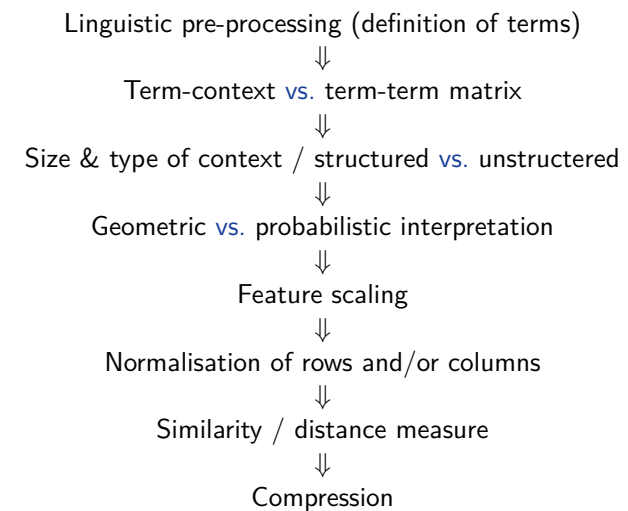 Linguistic pre-processing (definition of terms)
⇓
Term-context vs. term-term matrix
⇓
Size & type of context / structured vs. unstructered
⇓
Geometric vs. probabilistic interpretation
⇓
Feature scaling
⇓
Normalisation of rows and/or columns
⇓
Similarity / distance measure
⇓
Compression